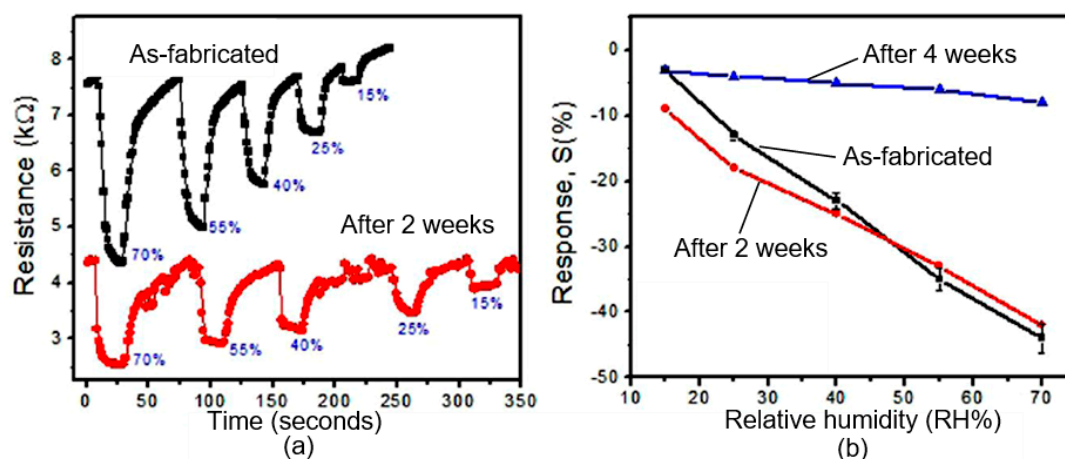 As-fabricated
15%
25%
40%
55%
70%
After 2 weeks
70%
55%
40%
25%
15%
8
7
6
5
4
3
Resistance (kΩ)
0 50 100 150 200 250 300 350
Time (seconds)
(a)
After 4 weeks
As-fabricated
After 2 weeks
0
-10
-20
-30
-40
-50
Response, S(%)
10 20 30 40 50 60 70
Relative humidity (RH%)
(b)